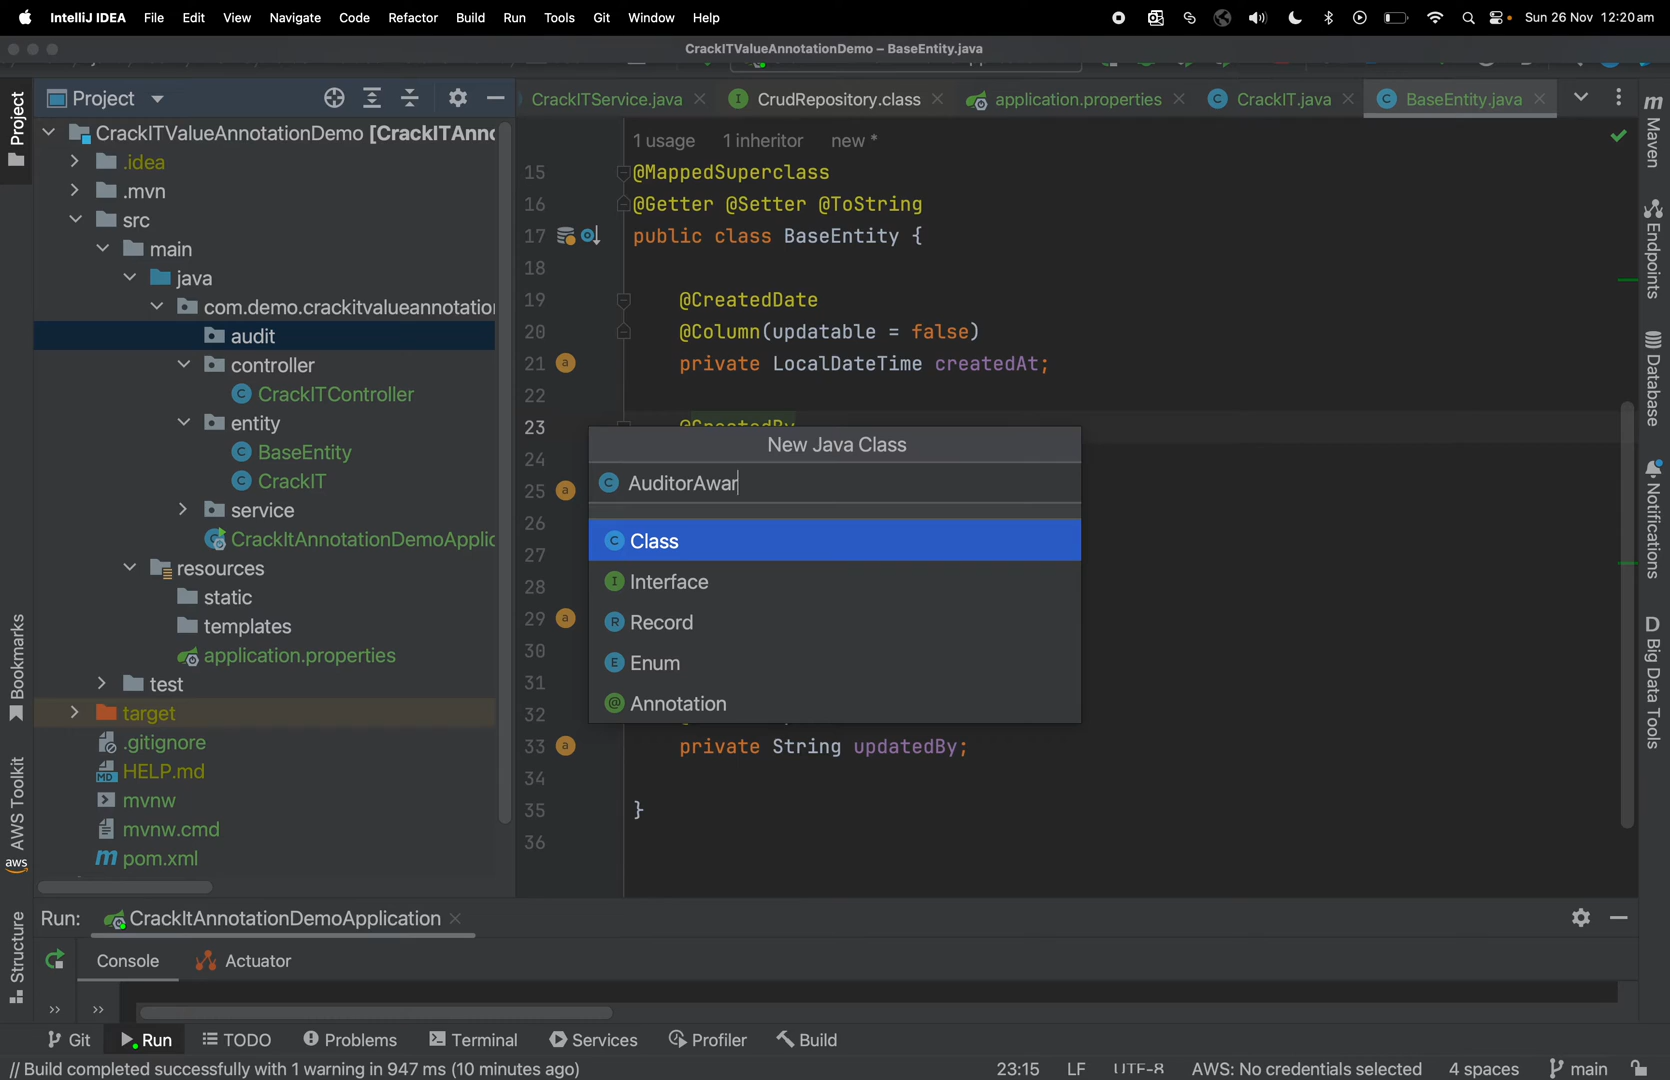 IntelliJ IDEA File Edit View Navigate Code Refactor Build Run Tools Git Window Help Sun 26 Nov 12:20 am
CrackITValueAnnotationDemo – BaseEntity.java
Project
CrackITService.java CrudRepository.class application.properties CrackIT.java BaseEntity.java
CrackITValueAnnotationDemo [CrackITAnno
.idea
.mvn
src
main
java
com.demo.crackitvalueannotation
audit
controller
CrackITController
entity
BaseEntity
CrackIT
service
CrackItAnnotationDemoApplic
resources
static
templates
application.properties
test
target
.gitignore
HELP.md
mvnw
mvnw.cmd
pom.xml
1 usage 1 inheritor new *
15 @MappedSuperclass
16 @Getter @Setter @ToString
17 public class BaseEntity {
18
19 @CreatedDate
20 @Column(updatable = false)
21 private LocalDateTime createdAt;
22
23 @CreatedBy
24
25
26
27
28
29
30
31
32
33 private String updatedBy;
34
35 }
36
New Java Class
AuditorAwar
Class
Interface
Record
Enum
Annotation
Project
Bookmarks
AWS Toolkit
aws
Structure
Maven
Endpoints
Database
Notifications
Big Data Tools
Run: CrackItAnnotationDemoApplication
Console Actuator
Git Run TODO Problems Terminal Services Profiler Build
// Build completed successfully with 1 warning in 947 ms (10 minutes ago) 23:15 LF UTF-8 AWS: No credentials selected 4 spaces main